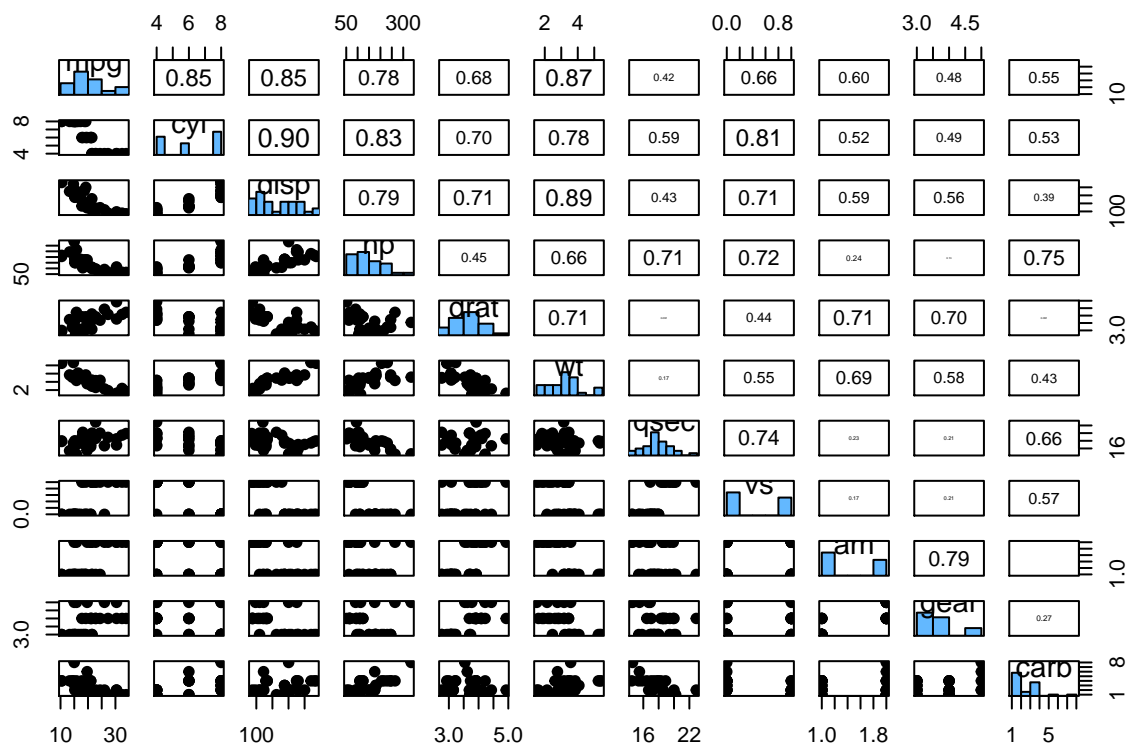 4 6 8 50 300 2 4 0.0 0.8 3.0 4.5
mpg 0.85 0.85 0.78 0.68 0.87 0.42 0.66 0.60 0.48 0.55 10
8 4 cyl 0.90 0.83 0.70 0.78 0.59 0.81 0.52 0.49 0.53
disp 0.79 0.71 0.89 0.43 0.71 0.59 0.56 0.39 100
50 hp 0.45 0.66 0.71 0.72 0.24 0.75
drat 0.71 0.44 0.71 0.70 3.0
2 wt 0.17 0.55 0.69 0.58 0.43
qsec 0.74 0.23 0.21 0.66 16
0.0 vs 0.17 0.21 0.57
am 0.79 1.0
3.0 gear 0.27
carb 8 1
10 30 100 3.0 5.0 16 22 1.0 1.8 1 5